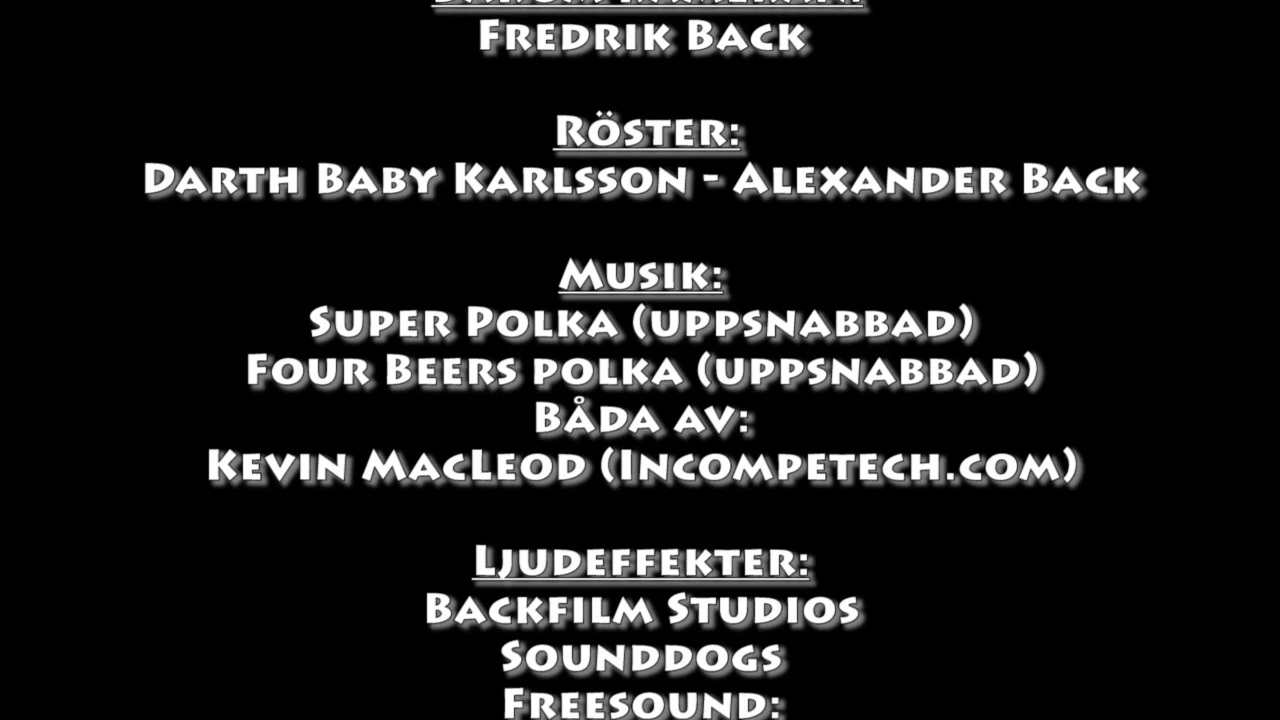 Fredrik Back
Röster:
Darth Baby Karlsson - Alexander Back
Musik:
Super Polka (uppsnabbad)
Four Beers polka (uppsnabbad)
Båda av:
Kevin MacLeod (Incompetech.com)
Ljudeffekter:
Backfilm Studios
Sounddogs
Freesound: